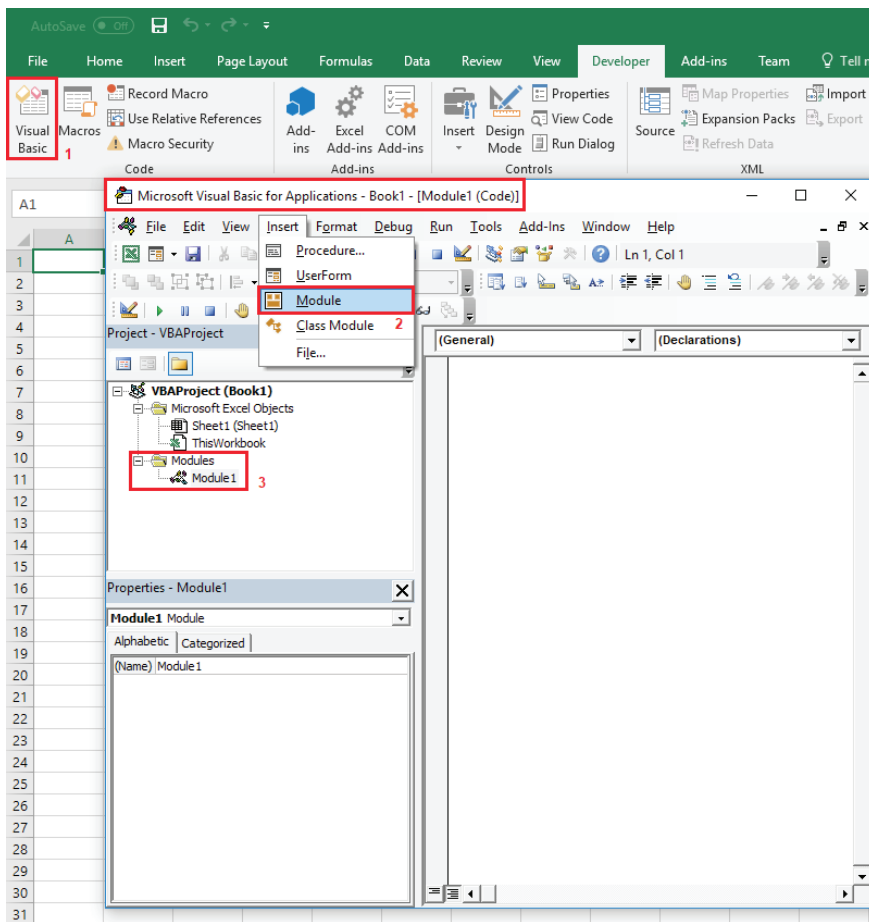 AutoSave Off
File Home Insert Page Layout Formulas Data Review View Developer Add-ins Team Tell
Record Macro Properties Map Properties Import
Use Relative References View Code Expansion Packs Export
Visual Basic Macros Add-ins Excel Add-ins COM Add-ins Insert Design Mode Source
1 Macro Security Run Dialog Refresh Data
Code Add-ins Controls XML
A1
Microsoft Visual Basic for Applications - Book1 - [Module1 (Code)]
File Edit View Insert Format Debug Run Tools Add-Ins Window Help
A
Procedure... Ln 1, Col 1
UserForm
Module
Class Module 2
File...
Project - VBAProject
(General) (Declarations)
VBAProject (Book1)
Microsoft Excel Objects
Sheet1 (Sheet1)
ThisWorkbook
Modules
Module1 3
Properties - Module1
Module1 Module
Alphabetic Categorized
(Name) Module1
1
2
3
4
5
6
7
8
9
10
11
12
13
14
15
16
17
18
19
20
21
22
23
24
25
26
27
28
29
30
31